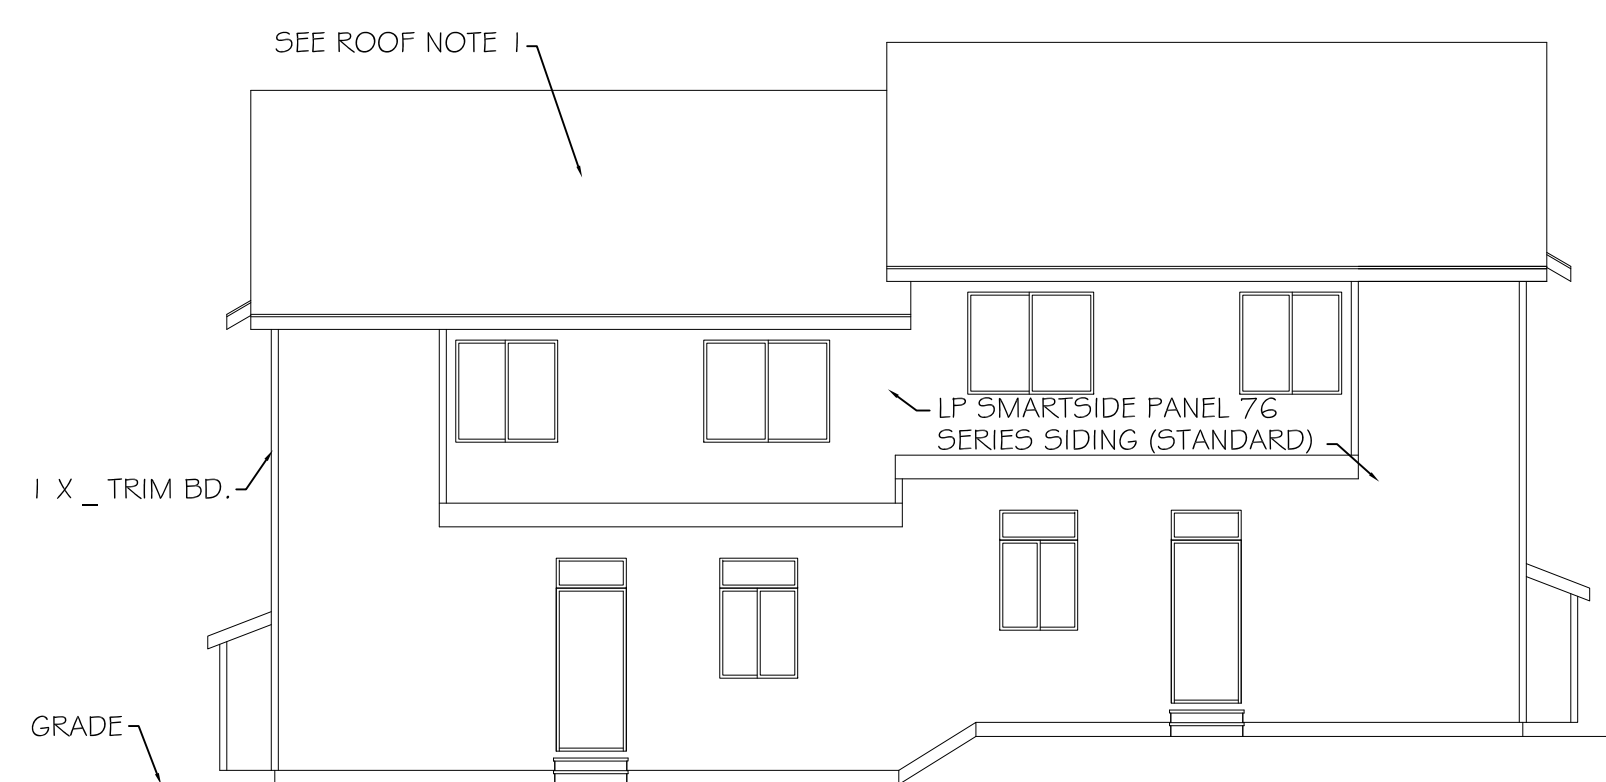 SEE ROOF NOTE 1
LP SMARTSIDE PANEL 76
SERIES SIDING (STANDARD)
1 X _ TRIM BD.
GRADE